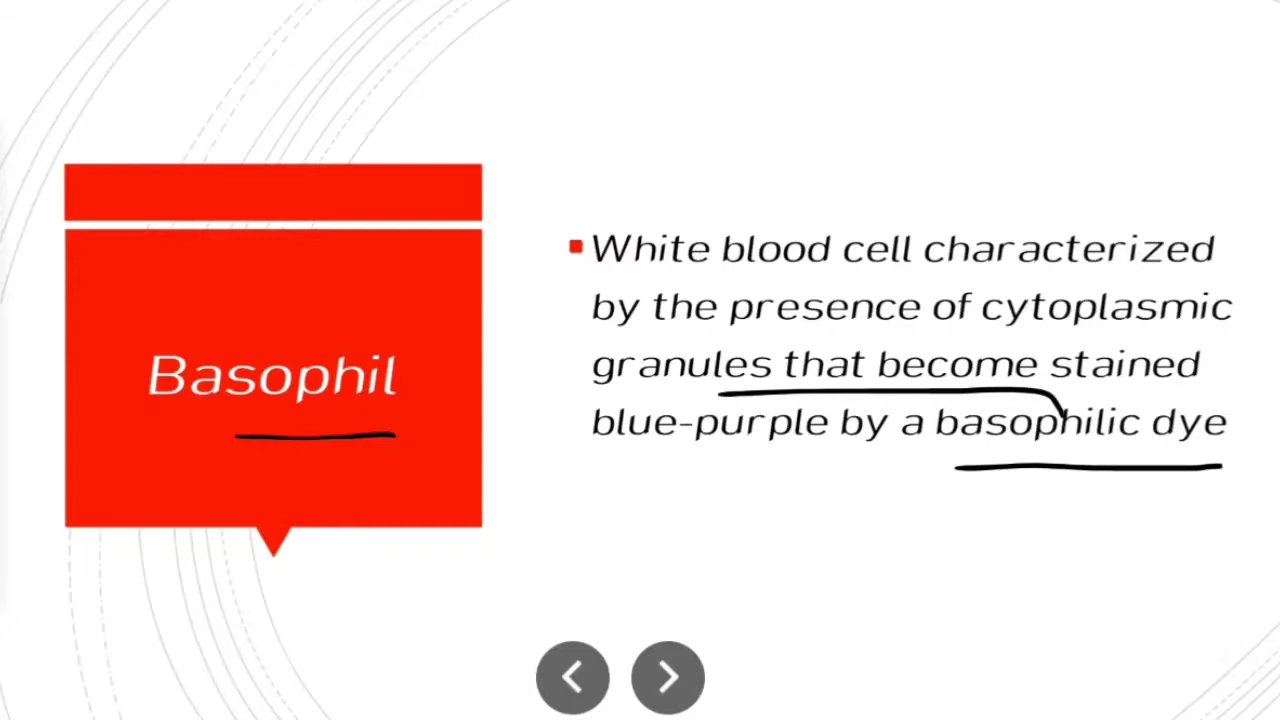 Basophil
White blood cell characterized
by the presence of cytoplasmic
granules that become stained
blue-purple by a basophilic dye